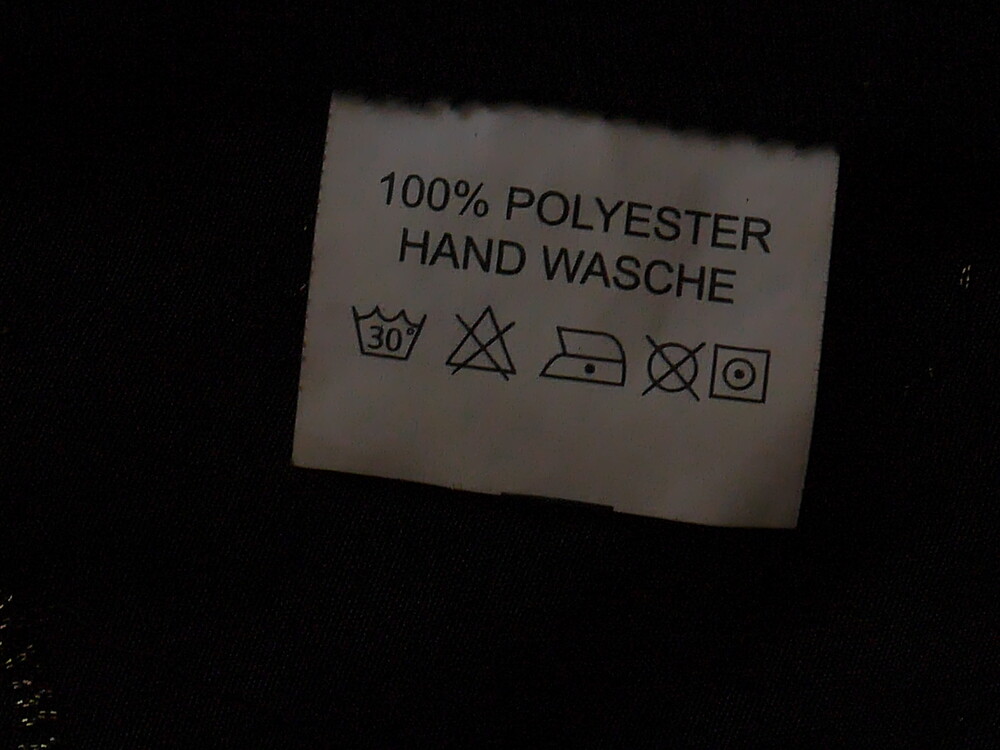 100% POLYESTER
HAND WASCHE
30°